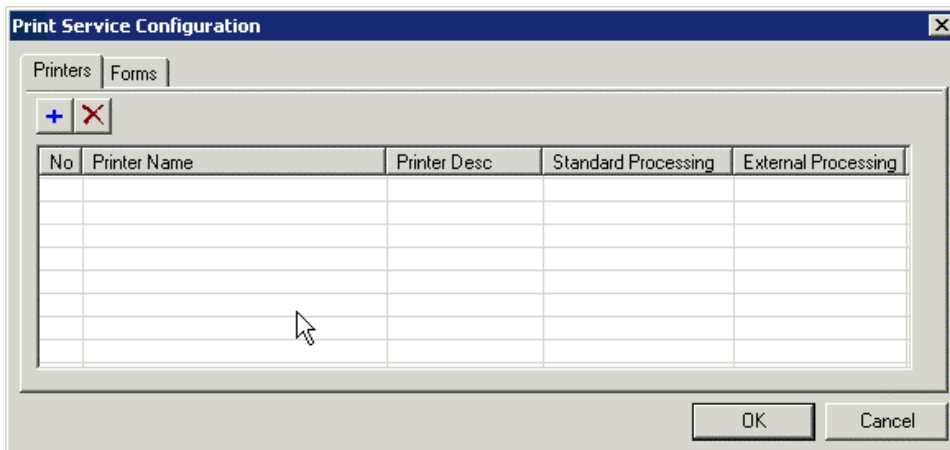 Print Service Configuration
Printers Forms
No Printer Name Printer Desc Standard Processing External Processing
OK Cancel